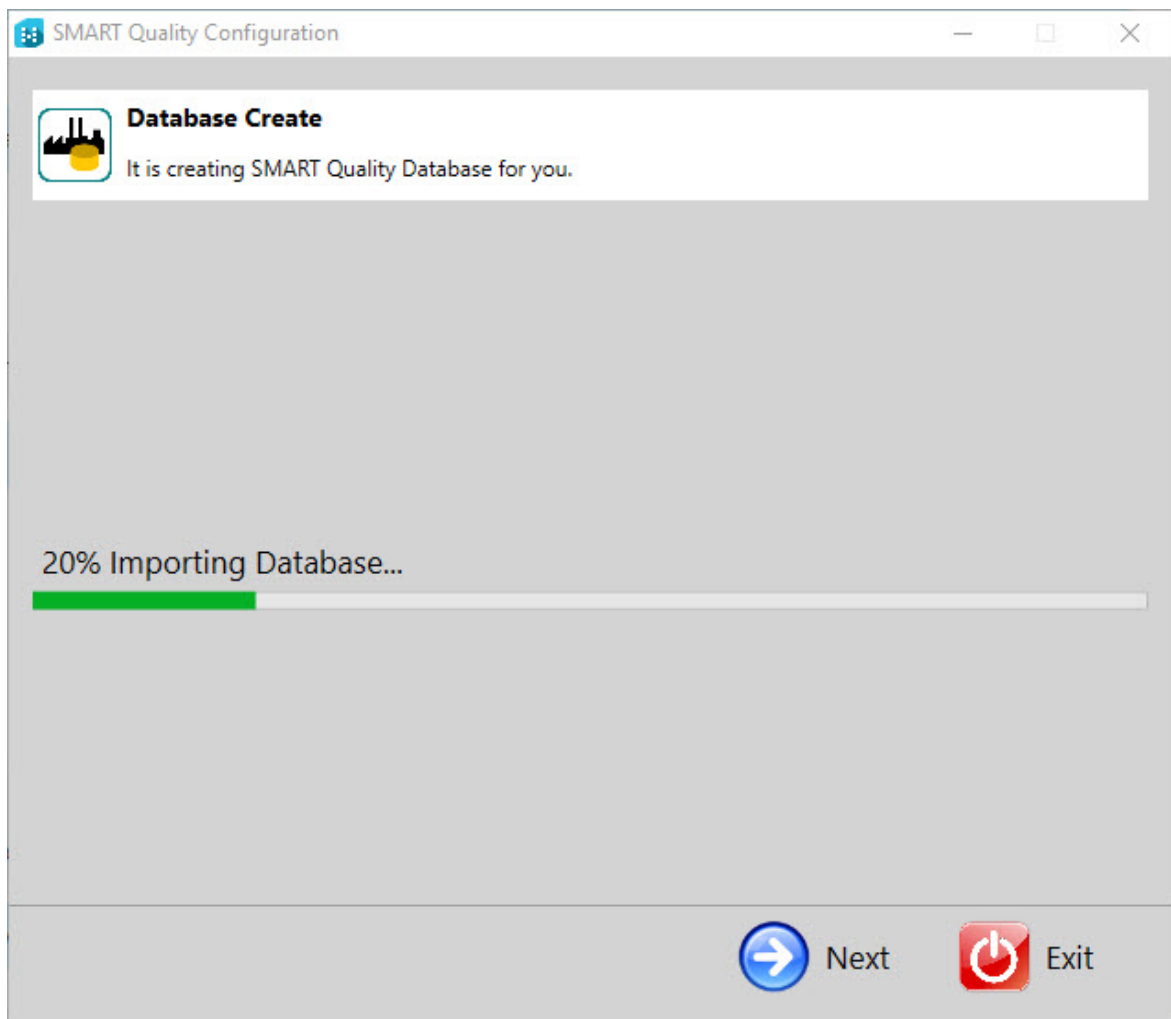 SMART Quality Configuration
Database Create
It is creating SMART Quality Database for you.
20% Importing Database...
Next
Exit